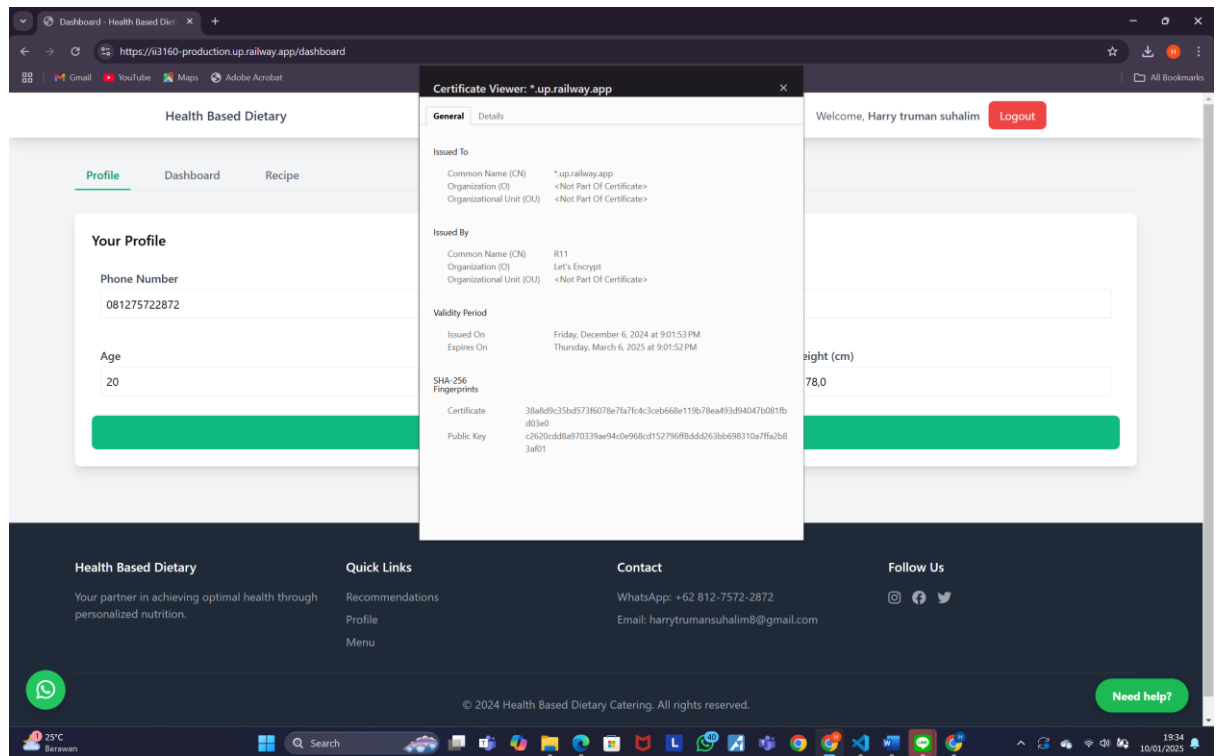 Dashboard - Health Based Diet
https://ii3160-production.up.railway.app/dashboard
H
Gmail YouTube Maps Adobe Acrobat All Bookmarks
Health Based Dietary
Welcome, Harry truman suhalim Logout
Profile Dashboard Recipe
Your Profile
Phone Number
081275722872
Age
20
eight (cm)
78,0
Certificate Viewer: *.up.railway.app
General Details
Issued To
Common Name (CN) *.up.railway.app
Organization (O) <Not Part Of Certificate>
Organizational Unit (OU) <Not Part Of Certificate>
Issued By
Common Name (CN) R11
Organization (O) Let's Encrypt
Organizational Unit (OU) <Not Part Of Certificate>
Validity Period
Issued On Friday, December 6, 2024 at 9:01:53 PM
Expires On Thursday, March 6, 2025 at 9:01:52 PM
SHA-256
Fingerprints
Certificate 38a8d9c35bd573f6078e7fa7fc4c3ceb668e119b78ea493d94047b081fb
d03e0
Public Key c2620cdd8a970339ae94c0e968cd152796ff8ddd263bb698310a7ffa2b8
3af01
Health Based Dietary
Your partner in achieving optimal health through
personalized nutrition.
Quick Links
Recommendations
Profile
Menu
Contact
WhatsApp: +62 812-7572-2872
Email: harrytrumansuhalim8@gmail.com
Follow Us
© 2024 Health Based Dietary Catering. All rights reserved.
Need help?
25°C
Berawan
Search
19:34
10/01/2025